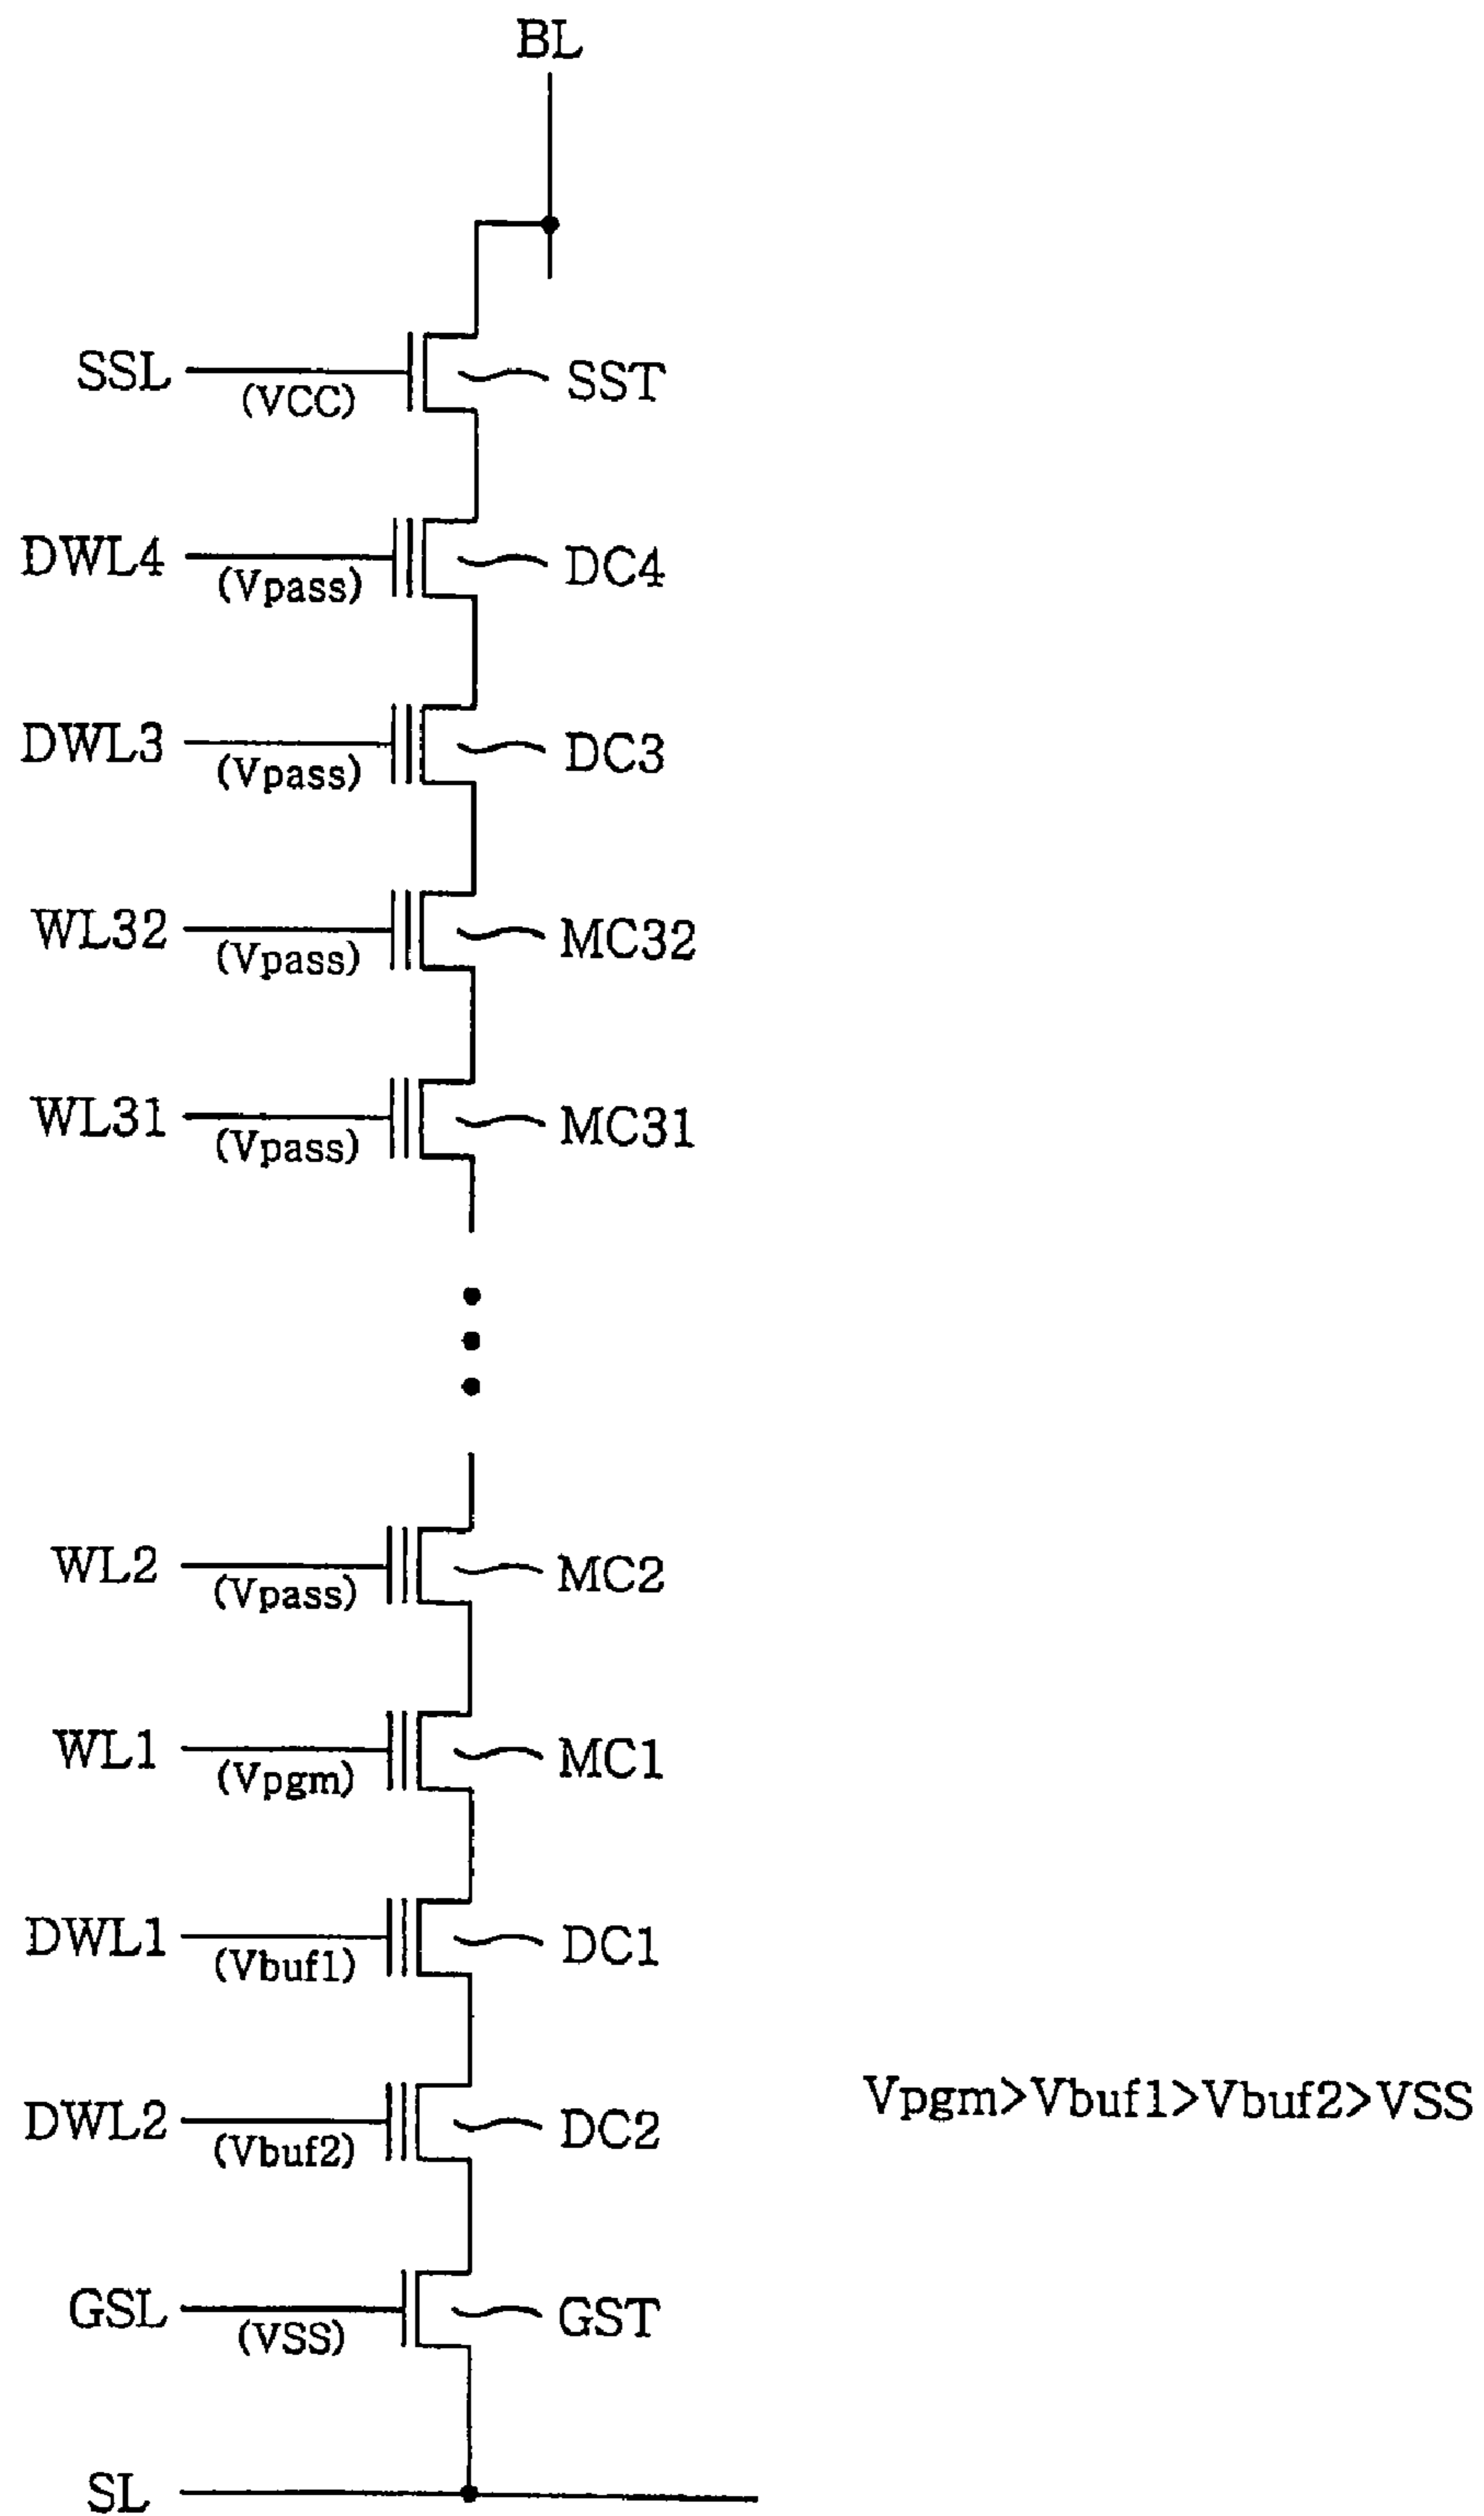 BL
SSL
(VCC)
SST
DWL4
(Vpass)
DC4
DWL3
(Vpass)
DC3
WL32
(Vpass)
MC32
WL31
(Vpass)
MC31
WL2
(Vpass)
MC2
WL1
(Vpgm)
MC1
DWL1
(Vbuf1)
DC1
DWL2
(Vbuf2)
DC2
Vpgm>Vbuf1>Vbuf2>VSS
GSL
(VSS)
GST
SL